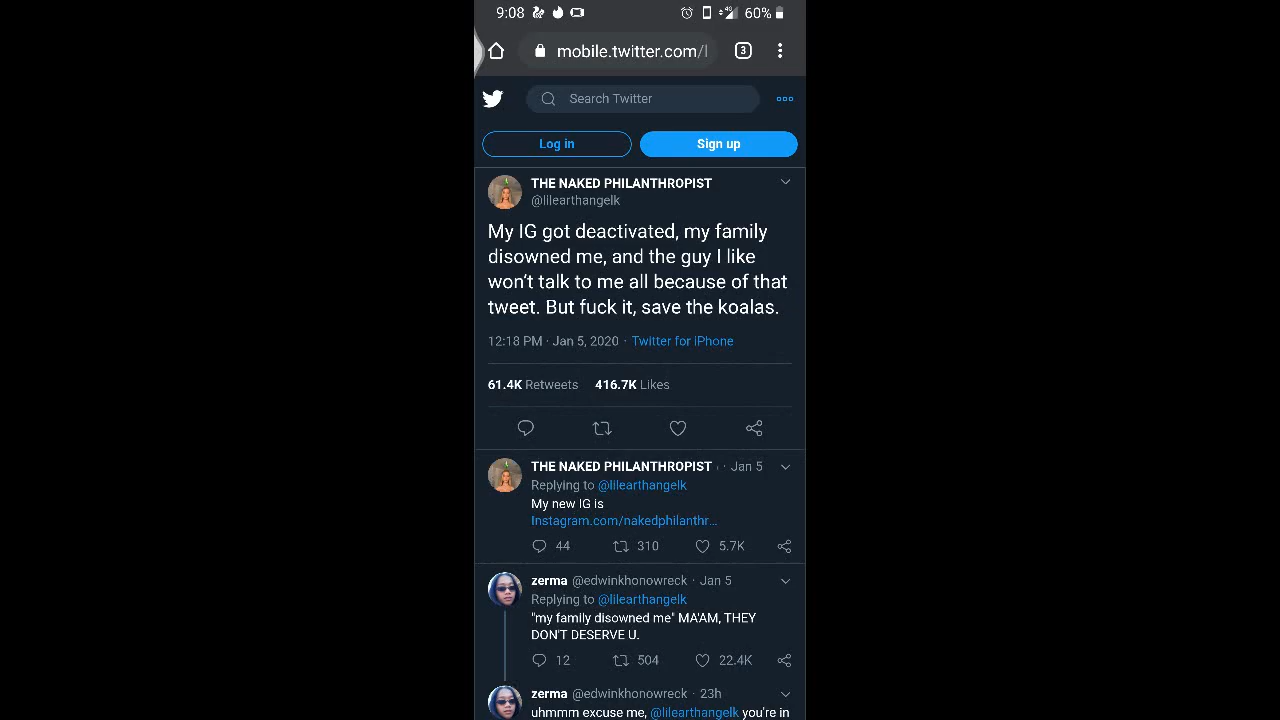 9:08 60%
mobile.twitter.com/l 3
Search Twitter
Log in Sign up
THE NAKED PHILANTHROPIST
@lilearthangelk
My IG got deactivated, my family
disowned me, and the guy I like
won't talk to me all because of that
tweet. But fuck it, save the koalas.
12:18 PM · Jan 5, 2020 · Twitter for iPhone
61.4K Retweets 416.7K Likes
THE NAKED PHILANTHROPIST · Jan 5
Replying to @lilearthangelk
My new IG is
Instagram.com/nakedphilanthr...
44 310 5.7K
zerma @edwinkhonowreck · Jan 5
Replying to @lilearthangelk
"my family disowned me" MA'AM, THEY
DON'T DESERVE U.
12 504 22.4K
zerma @edwinkhonowreck · 23h
uhmmm excuse me, @lilearthangelk you're in